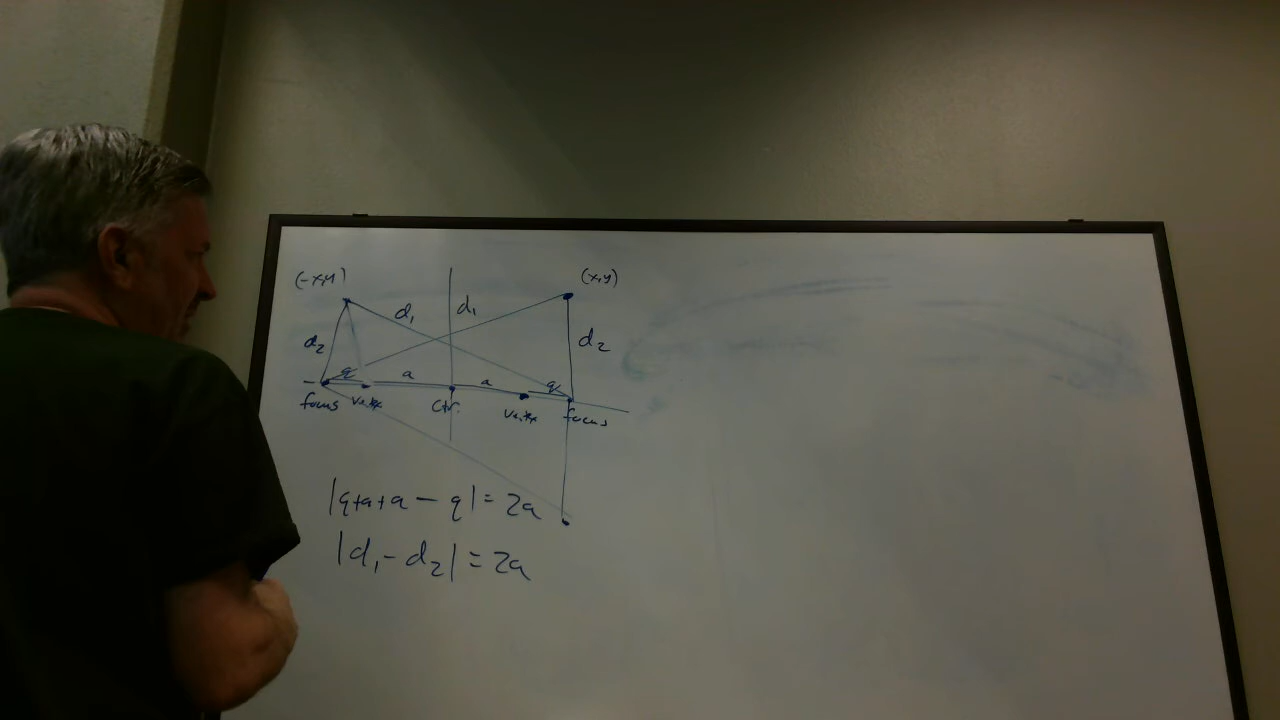 (-x,y) (x,y)
d₁ d₁
d₂ d₂
q a a q
focus vertex ctr. vertex focus
|q+a+a - q| = 2a
|d₁ - d₂| = 2a